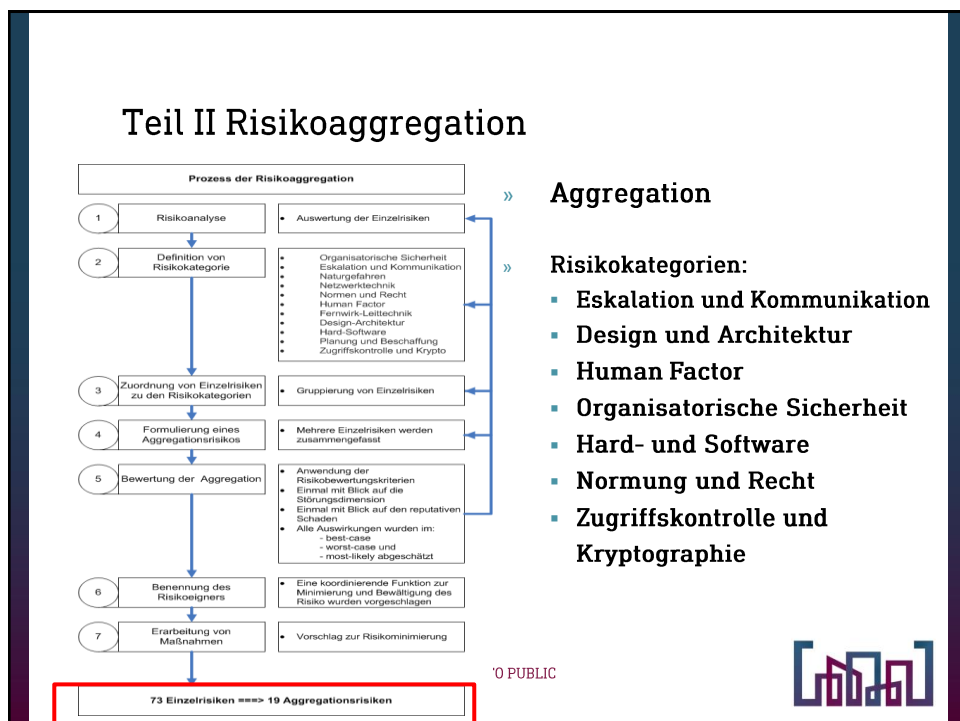 Teil II Risikoaggregation
Prozess der Risikoaggregation
1
Risikoanalyse
• Auswertung der Einzelrisiken
2
Definition von
Risikokategorie
• Organisatorische Sicherheit
• Eskalation und Kommunikation
• Naturgefahren
• Netzwerktechnik
• Normen und Recht
• Human Factor
• Fernwirk-Leittechnik
• Design-Architektur
• Hard-Software
• Planung und Beschaffung
• Zugriffskontrolle und Krypto
3
Zuordnung von Einzelrisiken
zu den Risikokategorien
• Gruppierung von Einzelrisiken
4
Formulierung eines
Aggregationsrisikos
• Mehrere Einzelrisiken werden
zusammengefasst
5
Bewertung der Aggregation
• Anwendung der
Risikobewertungskriterien
• Einmal mit Blick auf die
Störungsdimension
• Einmal mit Blick auf den reputativen
Schaden
• Alle Auswirkungen wurden im:
- best-case
- worst-case und
- most-likely abgeschätzt
6
Benennung des
Risikoeigners
• Eine koordinierende Funktion zur
Minimierung und Bewältigung des
Risiko wurden vorgeschlagen
7
Erarbeitung von
Maßnahmen
• Vorschlag zur Risikominimierung
73 Einzelrisiken ===> 19 Aggregationsrisiken
» Aggregation
» Risikokategorien:
▪ Eskalation und Kommunikation
▪ Design und Architektur
▪ Human Factor
▪ Organisatorische Sicherheit
▪ Hard- und Software
▪ Normung und Recht
▪ Zugriffskontrolle und
Kryptographie
'O PUBLIC